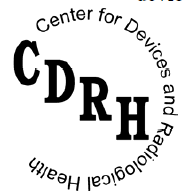 Center for Devices and Radiological Health
CDRH